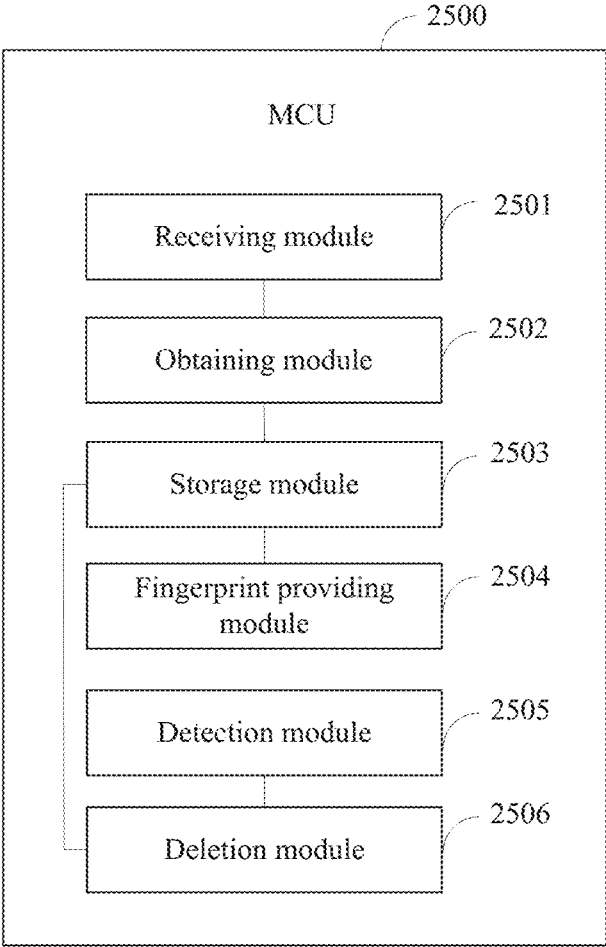 2500
MCU
2501
Receiving module
2502
Obtaining module
2503
Storage module
2504
Fingerprint providing
module
2505
Detection module
2506
Deletion module